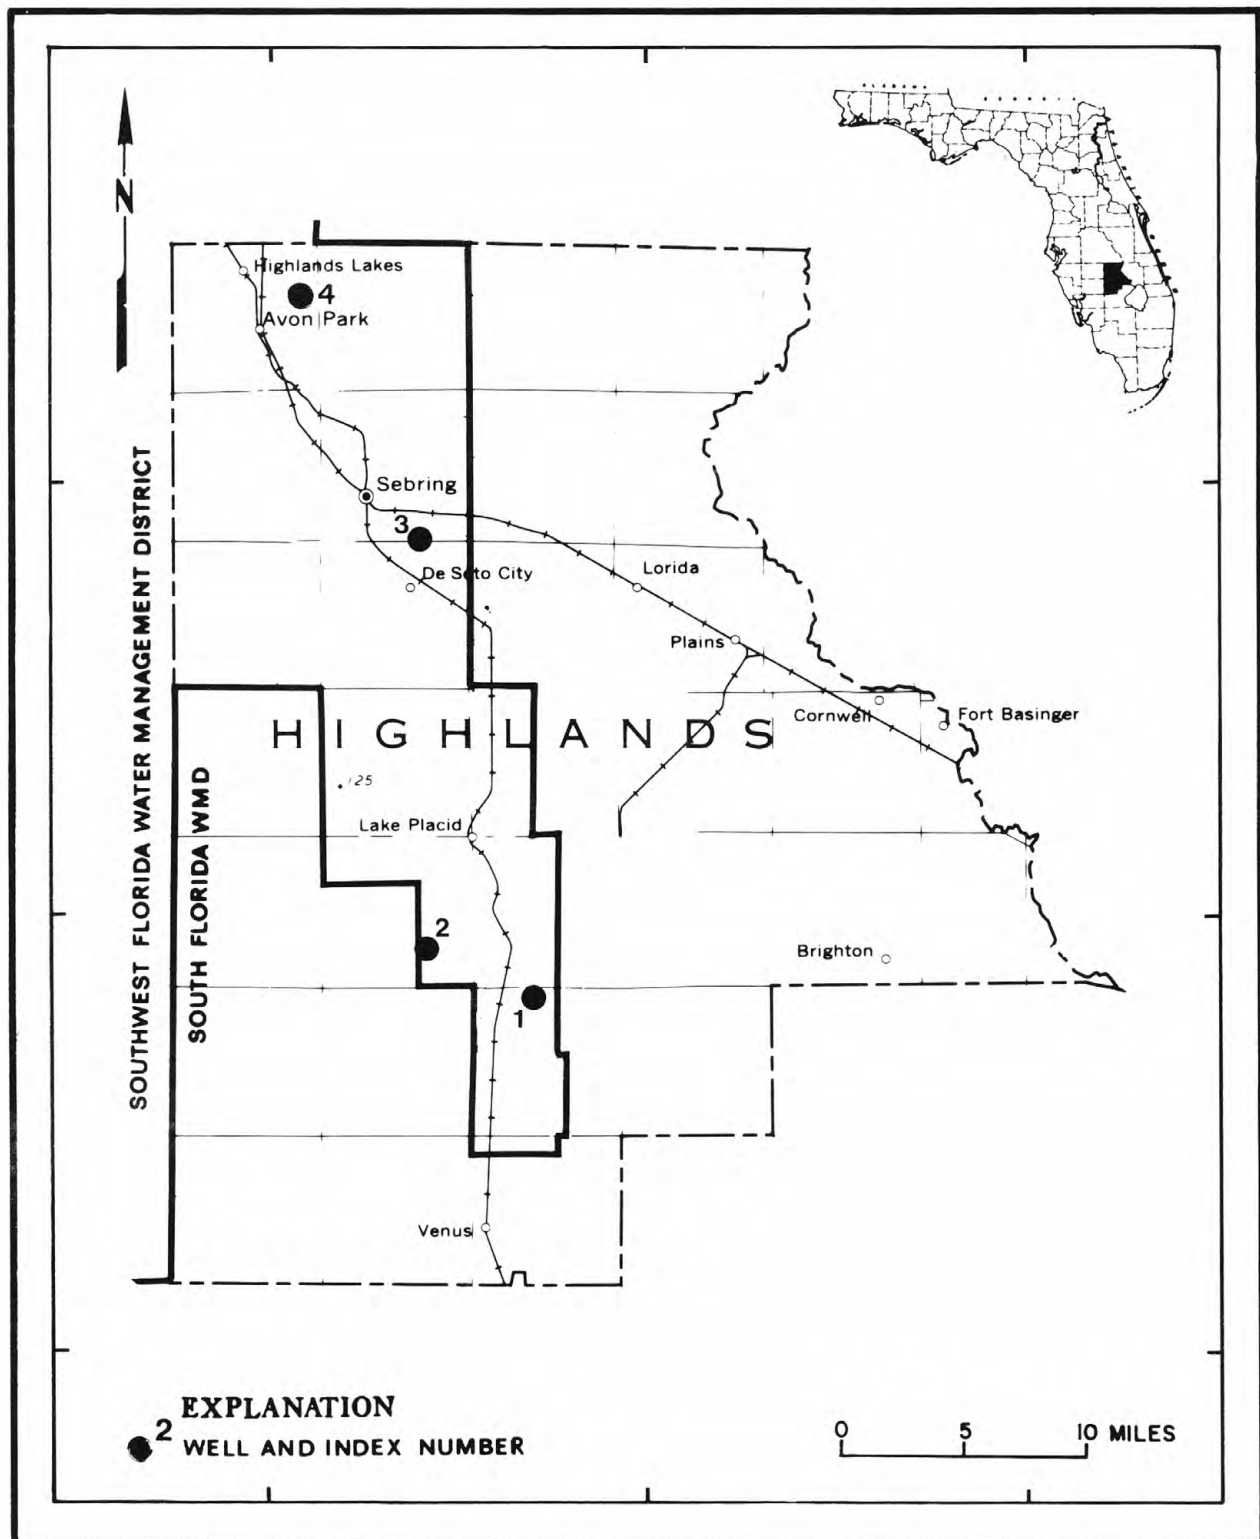 N
Highlands Lakes
4
Avon Park
Sebring
3
De Soto City
Lorida
Plains
Cornwell
Fort Basinger
HIGHLANDS
125
Lake Placid
2
Brighton
1
Venus
SOUTHWEST FLORIDA WATER MANAGEMENT DISTRICT
SOUTH FLORIDA WMD
EXPLANATION
2
WELL AND INDEX NUMBER
0 5 10 MILES